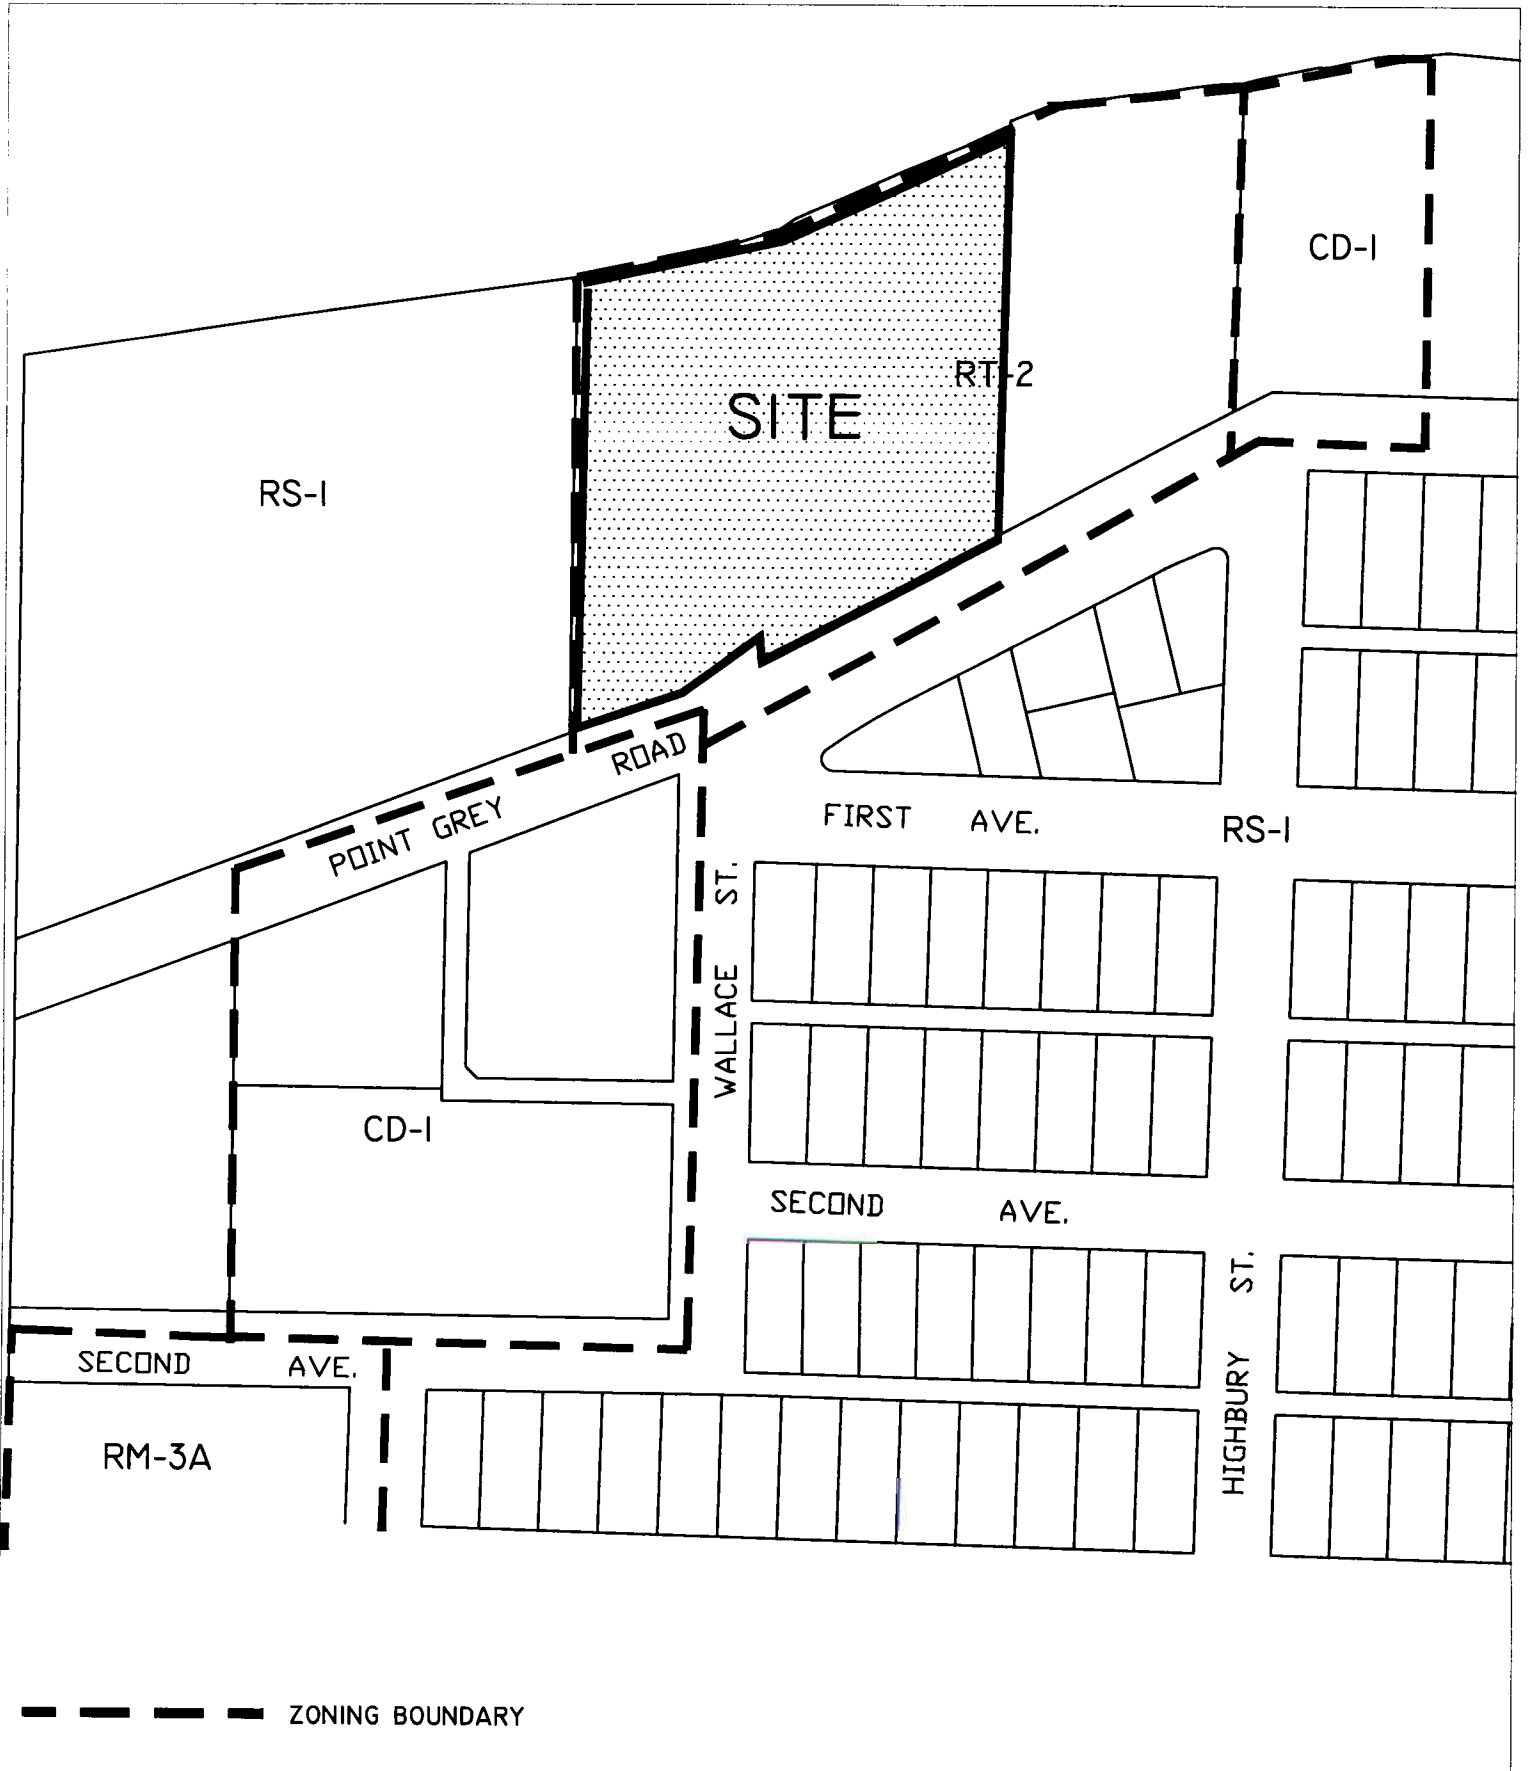 CD-1
RT-2
SITE
RS-1
POINT GREY ROAD
FIRST AVE.
RS-1
WALLACE ST.
CD-1
SECOND AVE.
HIGHBURY ST.
SECOND AVE.
RM-3A
ZONING BOUNDARY